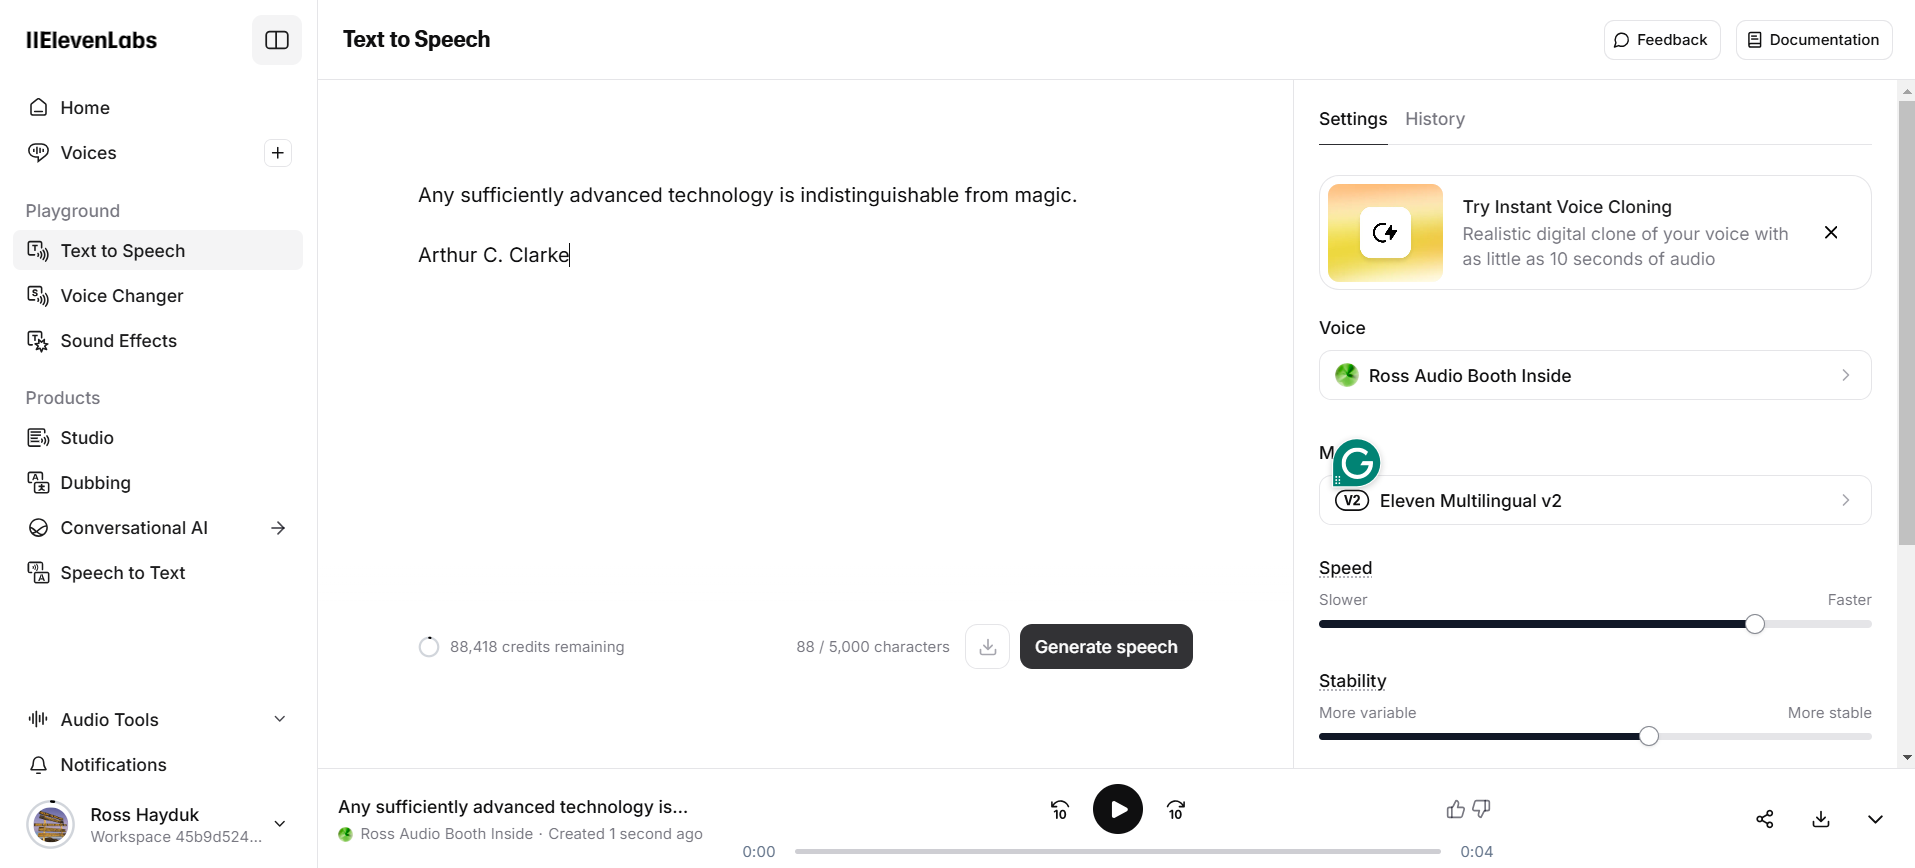 IIElevenLabs
Home
Voices
Playground
Text to Speech
Voice Changer
Sound Effects
Products
Studio
Dubbing
Conversational AI
Speech to Text
Audio Tools
Notifications
Ross Hayduk
Workspace 45b9d524...
Text to Speech
Feedback
Documentation
Any sufficiently advanced technology is indistinguishable from magic.
Arthur C. Clarke
88,418 credits remaining
88 / 5,000 characters
Generate speech
Settings History
Try Instant Voice Cloning
Realistic digital clone of your voice with
as little as 10 seconds of audio
Voice
Ross Audio Booth Inside
M
V2 Eleven Multilingual v2
Speed
Slower Faster
Stability
More variable More stable
Any sufficiently advanced technology is...
Ross Audio Booth Inside · Created 1 second ago
10 10
0:00 0:04